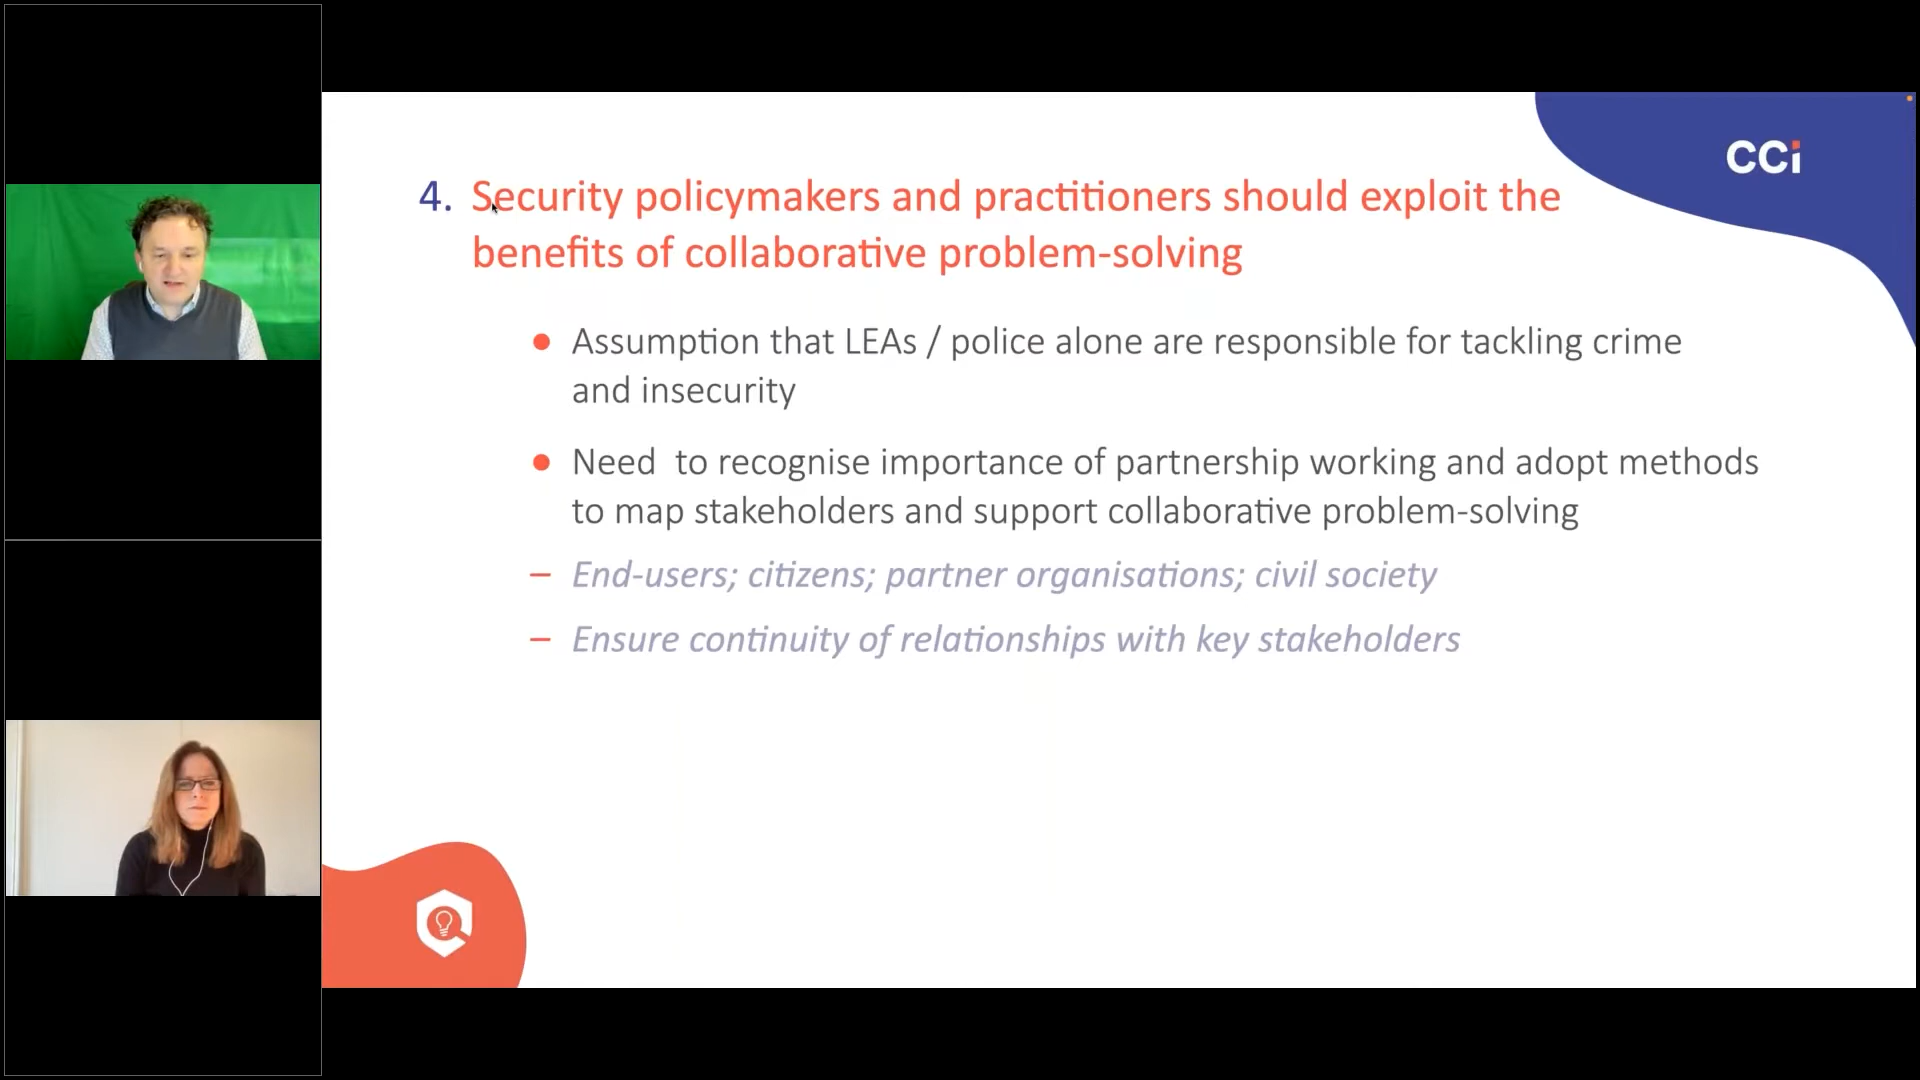 CCi
4. Security policymakers and practitioners should exploit the
benefits of collaborative problem-solving
● Assumption that LEAs / police alone are responsible for tackling crime
and insecurity
● Need  to recognise importance of partnership working and adopt methods
to map stakeholders and support collaborative problem-solving
– End-users; citizens; partner organisations; civil society
– Ensure continuity of relationships with key stakeholders